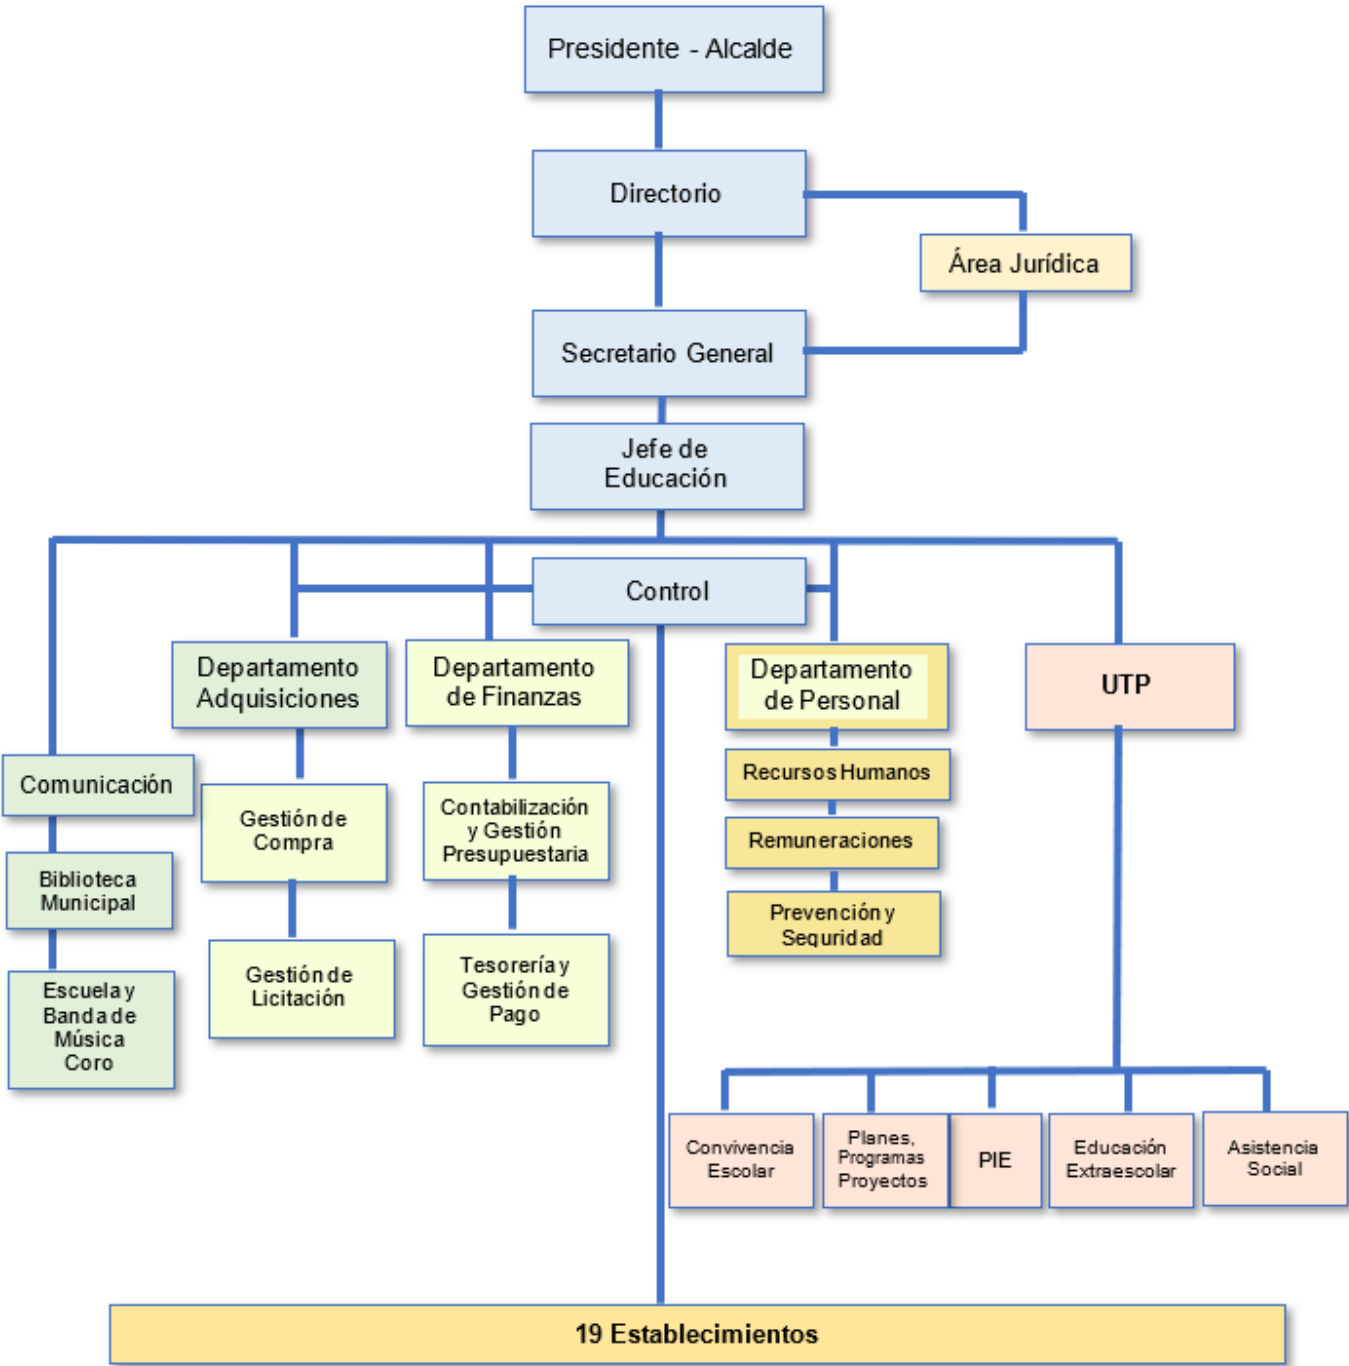 Presidente - Alcalde
Directorio
Área Jurídica
Secretario General
Jefe de
Educación
Control
Departamento
Adquisiciones
Departamento
de Finanzas
Departamento
de Personal
UTP
Comunicación
Gestión de
Compra
Contabilización
y Gestión
Presupuestaria
Recursos Humanos
Remuneraciones
Biblioteca
Municipal
Prevención y
Seguridad
Gestión de
Licitación
Tesorería y
Gestión de
Pago
Escuela y
Banda de
Música
Coro
Convivencia
Escolar
Planes,
Programas
Proyectos
PIE
Educación
Extraescolar
Asistencia
Social
19 Establecimientos